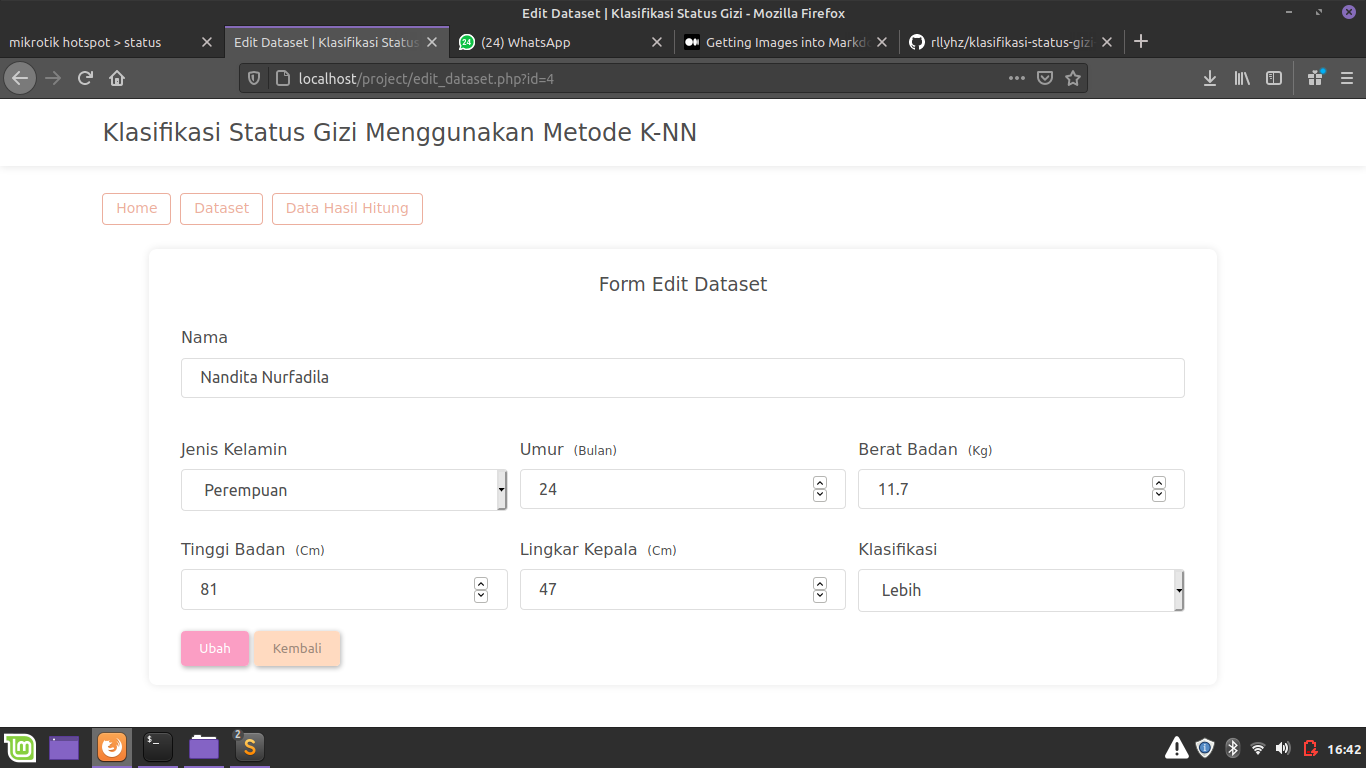 Edit Dataset | Klasifikasi Status Gizi - Mozilla Firefox
mikrotik hotspot > status
Edit Dataset | Klasifikasi Status
24
(24) WhatsApp
Getting Images into Markd
rllyhz/klasifikasi-status-gizi
localhost/project/edit_dataset.php?id=4
Klasifikasi Status Gizi Menggunakan Metode K-NN
Home
Dataset
Data Hasil Hitung
Form Edit Dataset
Nama
Nandita Nurfadila
Jenis Kelamin
Umur (Bulan)
Berat Badan (Kg)
Perempuan
24
11.7
Tinggi Badan (Cm)
Lingkar Kepala (Cm)
Klasifikasi
81
47
Lebih
Ubah
Kembali
$_
2
S
16:42